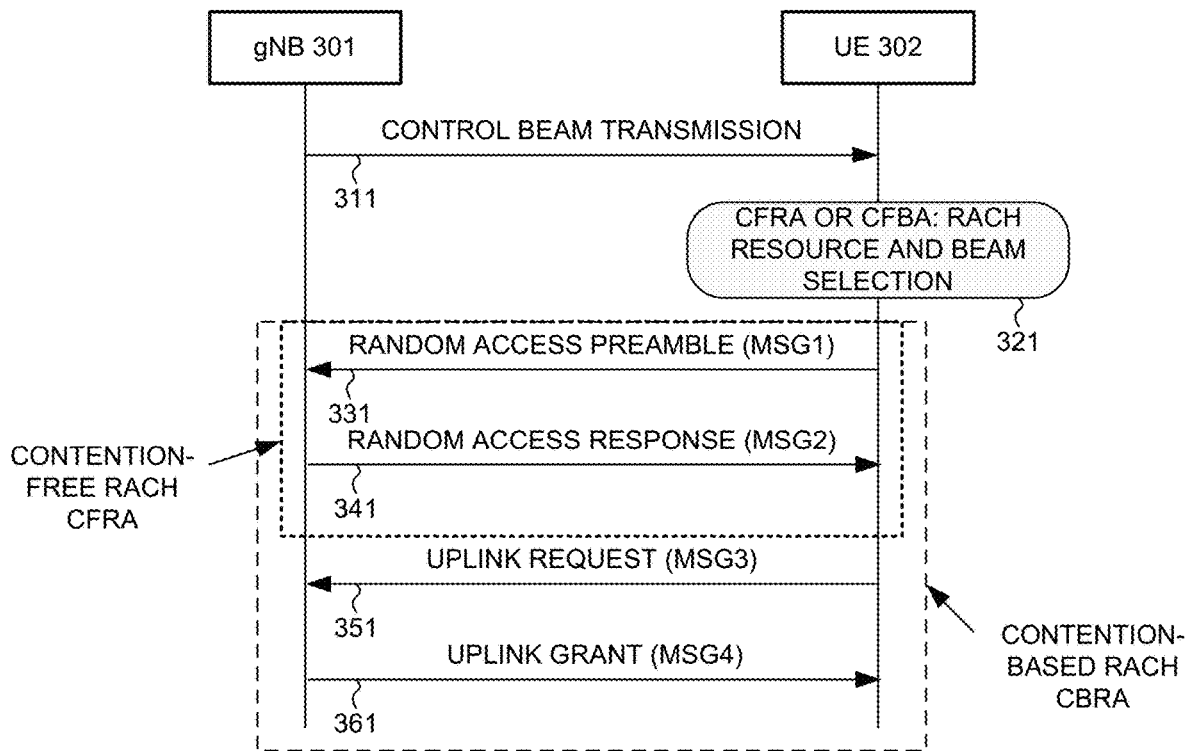 gNB 301
UE 302
CONTROL BEAM TRANSMISSION
311
CFRA OR CFBA: RACH
RESOURCE AND BEAM
SELECTION
321
RANDOM ACCESS PREAMBLE (MSG1)
331
RANDOM ACCESS RESPONSE (MSG2)
341
CONTENTION-
FREE RACH
CFRA
UPLINK REQUEST (MSG3)
351
UPLINK GRANT (MSG4)
361
CONTENTION-
BASED RACH
CBRA